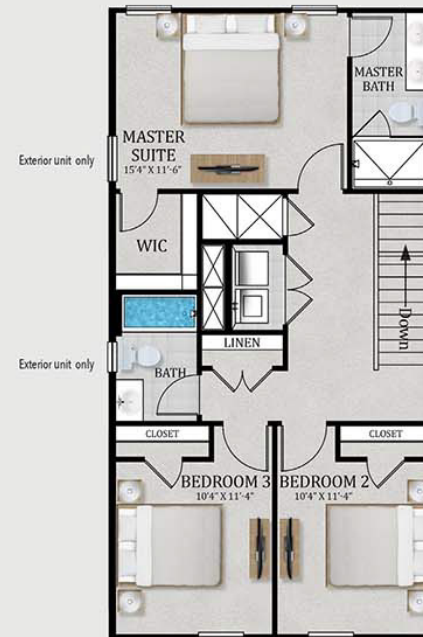 MASTER
BATH
MASTER
SUITE
15'4" X 11'-6"
Exterior unit only
WIC
Down
LINEN
Exterior unit only
BATH
CLOSET
CLOSET
BEDROOM 3
10'4" X 11'-4"
BEDROOM 2
10'4" X 11'-4"